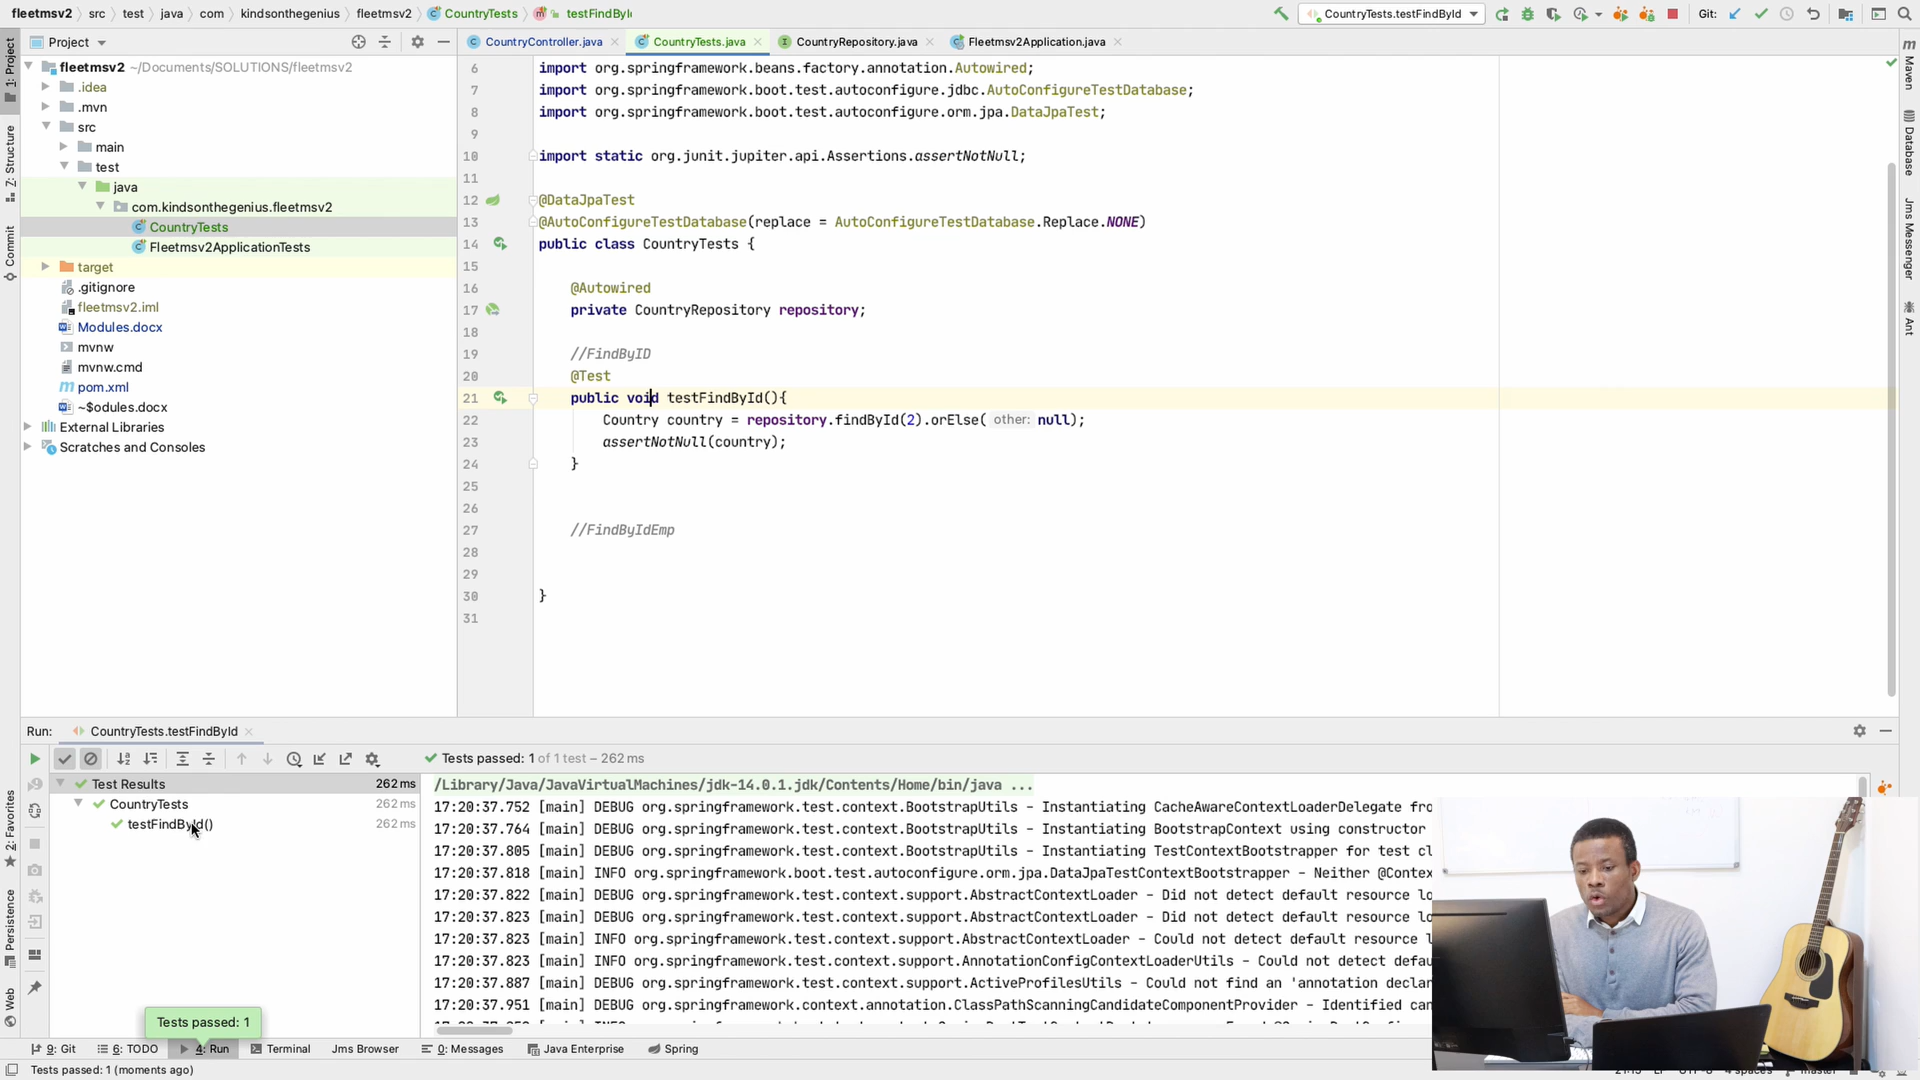 fleetmsv2 src test java com kindsonthegenius fleetmsv2 CountryTests testFindById
CountryTests.testFindById
Git:
1: Project
Z: Structure
Commit
2: Favorites
Persistence
Web
Project
fleetmsv2 ~/Documents/SOLUTIONS/fleetmsv2
.idea
.mvn
src
main
test
java
com.kindsonthegenius.fleetmsv2
CountryTests
Fleetmsv2ApplicationTests
target
.gitignore
fleetmsv2.iml
Modules.docx
mvnw
mvnw.cmd
pom.xml
~$odules.docx
External Libraries
Scratches and Consoles
CountryController.java CountryTests.java CountryRepository.java Fleetmsv2Application.java
6 import org.springframework.beans.factory.annotation.Autowired;
7 import org.springframework.boot.test.autoconfigure.jdbc.AutoConfigureTestDatabase;
8 import org.springframework.boot.test.autoconfigure.orm.jpa.DataJpaTest;
9
10 import static org.junit.jupiter.api.Assertions.assertNotNull;
11
12 @DataJpaTest
13 @AutoConfigureTestDatabase(replace = AutoConfigureTestDatabase.Replace.NONE)
14 public class CountryTests {
15
16 @Autowired
17 private CountryRepository repository;
18
19 //FindByID
20 @Test
21 public void testFindById(){
22 Country country = repository.findById(2).orElse( other: null);
23 assertNotNull(country);
24 }
25
26
27 //FindByIdEmp
28
29
30 }
31
Maven
Database
Jms Messenger
Ant
Run: CountryTests.testFindById
Tests passed: 1 of 1 test – 262 ms
Test Results 262 ms
CountryTests 262 ms
testFindById() 262 ms
/Library/Java/JavaVirtualMachines/jdk-14.0.1.jdk/Contents/Home/bin/java ...
17:20:37.752 [main] DEBUG org.springframework.test.context.BootstrapUtils - Instantiating CacheAwareContextLoaderDelegate fro
17:20:37.764 [main] DEBUG org.springframework.test.context.BootstrapUtils - Instantiating BootstrapContext using constructor
17:20:37.805 [main] DEBUG org.springframework.test.context.BootstrapUtils - Instantiating TestContextBootstrapper for test cl
17:20:37.818 [main] INFO org.springframework.boot.test.autoconfigure.orm.jpa.DataJpaTestContextBootstrapper - Neither @Contex
17:20:37.822 [main] DEBUG org.springframework.test.context.support.AbstractContextLoader - Did not detect default resource lo
17:20:37.823 [main] DEBUG org.springframework.test.context.support.AbstractContextLoader - Did not detect default resource lo
17:20:37.823 [main] INFO org.springframework.test.context.support.AbstractContextLoader - Could not detect default resource l
17:20:37.823 [main] INFO org.springframework.test.context.support.AnnotationConfigContextLoaderUtils - Could not detect defau
17:20:37.887 [main] DEBUG org.springframework.test.context.support.ActiveProfilesUtils - Could not find an 'annotation declar
17:20:37.951 [main] DEBUG org.springframework.context.annotation.ClassPathScanningCandidateComponentProvider - Identified can
Tests passed: 1
9: Git 6: TODO 4: Run Terminal Jms Browser 0: Messages Java Enterprise Spring
Tests passed: 1 (moments ago)